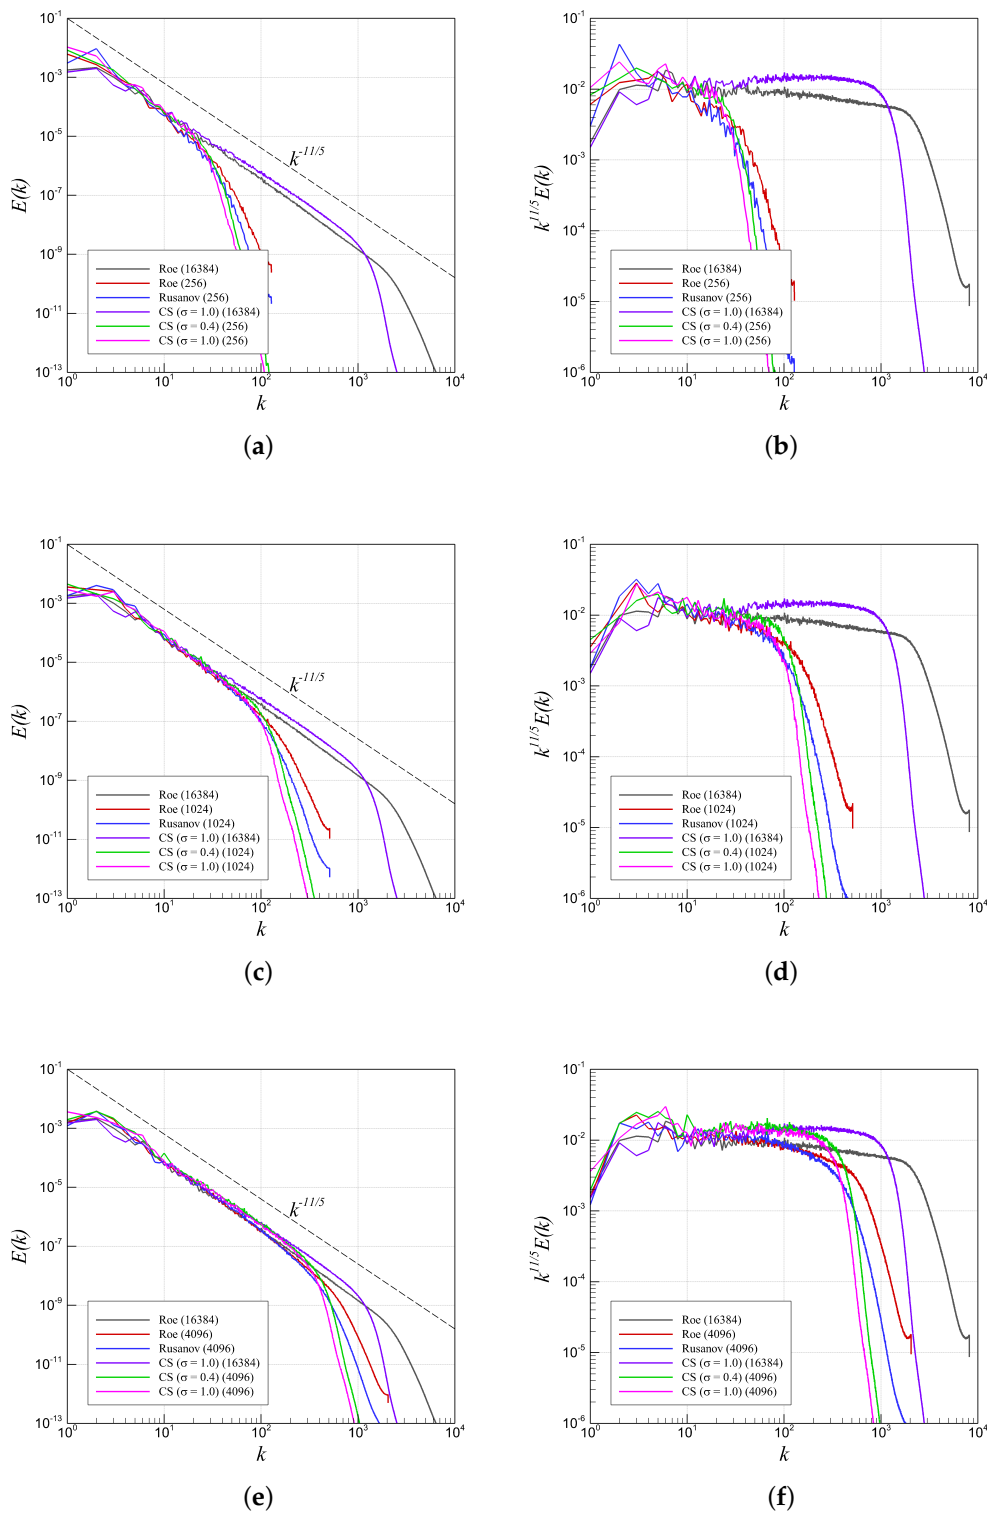 10^-1
10^-3
10^-5
10^-7
10^-9
10^-11
10^-13
E(k)
k^-11/5
Roe (16384)
Roe (256)
Rusanov (256)
CS (σ = 1.0) (16384)
CS (σ = 0.4) (256)
CS (σ = 1.0) (256)
10^0 10^1 10^2 10^3 10^4
k
(a)
10^-1
10^-2
10^-3
10^-4
10^-5
10^-6
k^11/5E(k)
Roe (16384)
Roe (256)
Rusanov (256)
CS (σ = 1.0) (16384)
CS (σ = 0.4) (256)
CS (σ = 1.0) (256)
10^0 10^1 10^2 10^3 10^4
k
(b)
10^-1
10^-3
10^-5
10^-7
10^-9
10^-11
10^-13
E(k)
k^-11/5
Roe (16384)
Roe (1024)
Rusanov (1024)
CS (σ = 1.0) (16384)
CS (σ = 0.4) (1024)
CS (σ = 1.0) (1024)
10^0 10^1 10^2 10^3 10^4
k
(c)
10^-1
10^-2
10^-3
10^-4
10^-5
10^-6
k^11/5E(k)
Roe (16384)
Roe (1024)
Rusanov (1024)
CS (σ = 1.0) (16384)
CS (σ = 0.4) (1024)
CS (σ = 1.0) (1024)
10^0 10^1 10^2 10^3 10^4
k
(d)
10^-1
10^-3
10^-5
10^-7
10^-9
10^-11
10^-13
E(k)
k^-11/5
Roe (16384)
Roe (4096)
Rusanov (4096)
CS (σ = 1.0) (16384)
CS (σ = 0.4) (4096)
CS (σ = 1.0) (4096)
10^0 10^1 10^2 10^3 10^4
k
(e)
10^-1
10^-2
10^-3
10^-4
10^-5
10^-6
k^11/5E(k)
Roe (16384)
Roe (4096)
Rusanov (4096)
CS (σ = 1.0) (16384)
CS (σ = 0.4) (4096)
CS (σ = 1.0) (4096)
10^0 10^1 10^2 10^3 10^4
k
(f)